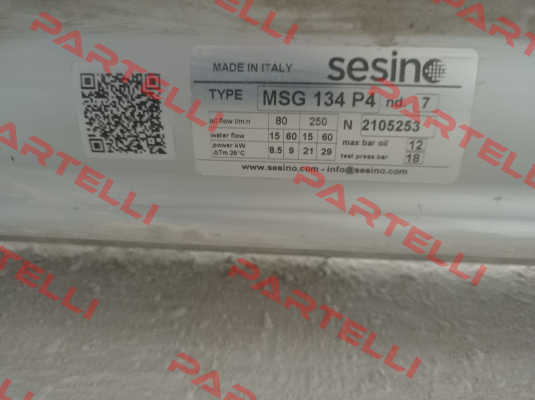 MADE IN ITALY sesino
TYPE MSG 134 P4 nd. 7
oil flow l/min 80 250 N 2105253
water flow 15 60 15 60 max bar oil 12
power kW 8.5 9 21 29 test press.bar 18
ΔTm 25°C
www.sesino.com - info@sesino.com
PARTELLI
PARTELLI
PARTELLI
PARTELLI
PARTELLI
PARTELLI